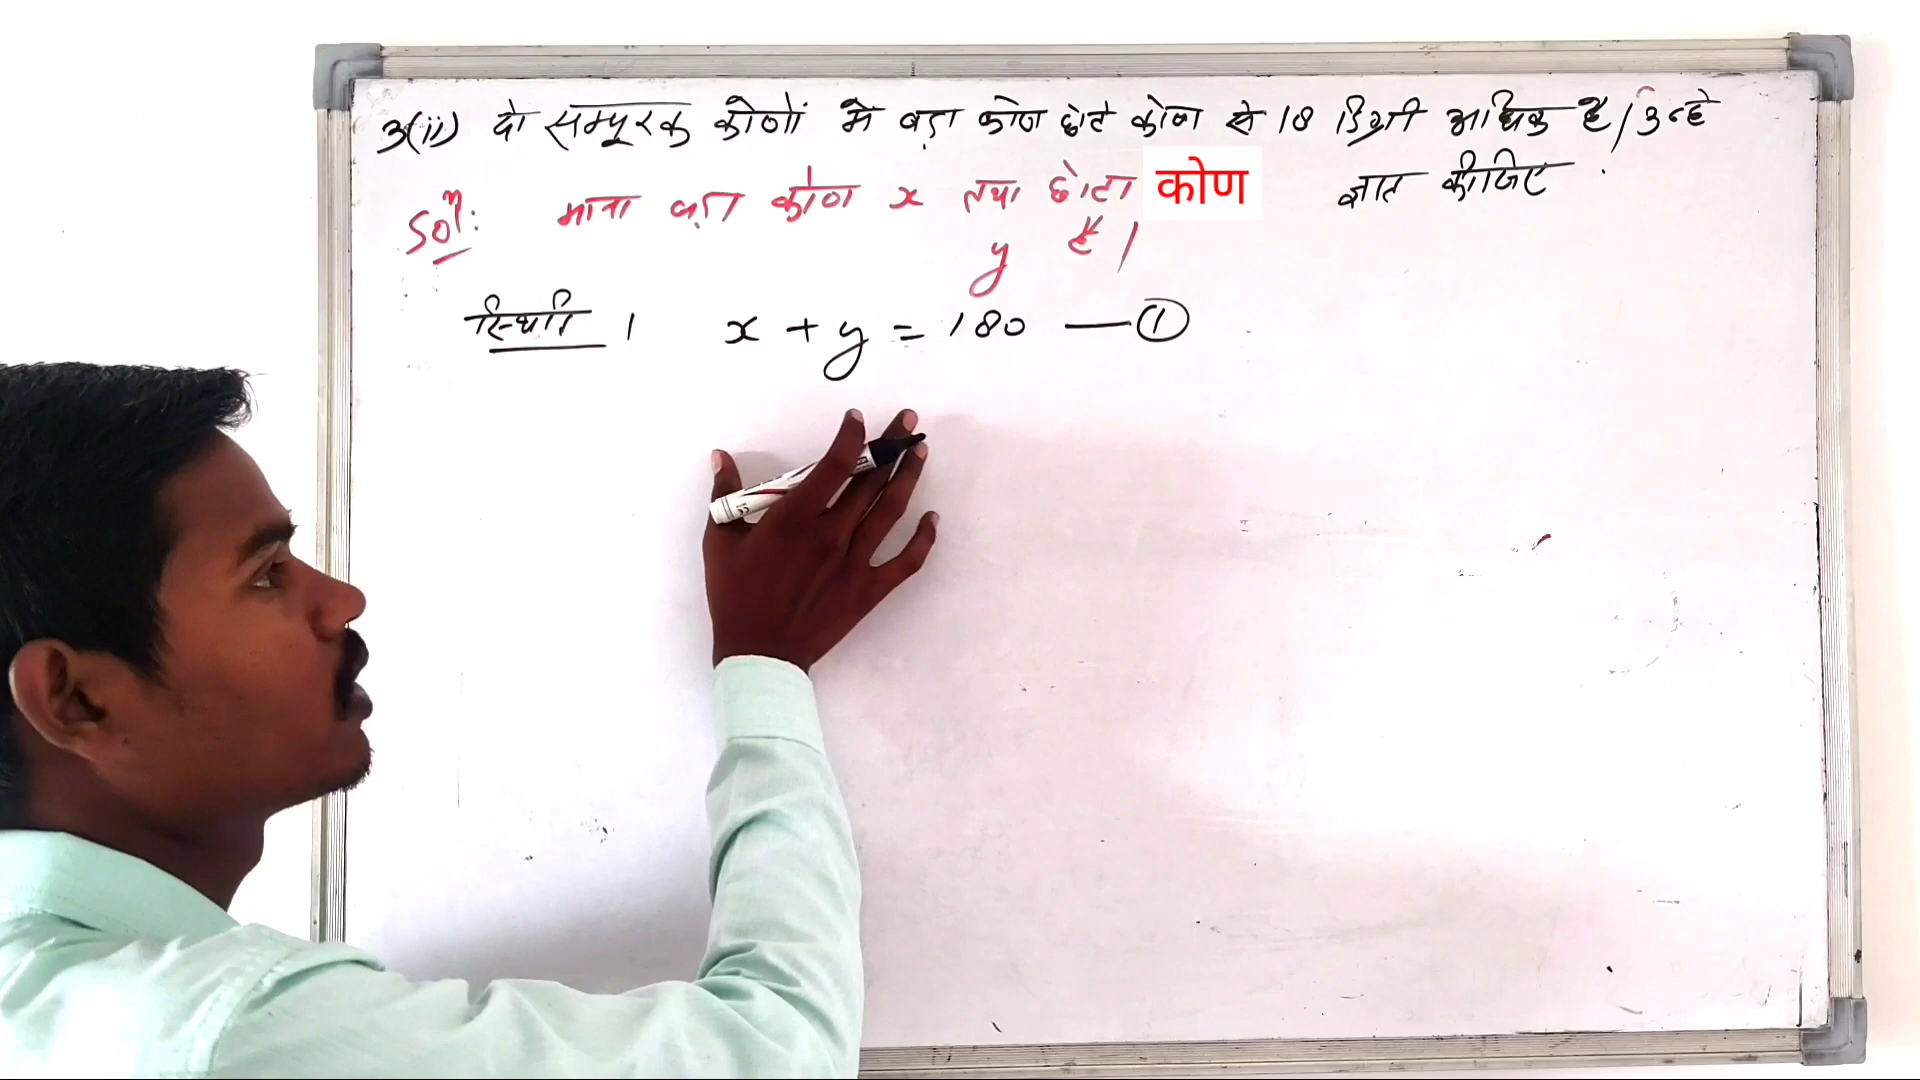 3(ii) दो सम्पूरक कोणों में बड़ा कोण छोटे कोण से 18 डिग्री अधिक है। उन्हे
ज्ञात कीजिए.
Solⁿ: माना बड़ा कोण x तथा छोटा कोण
y है।
स्थिति 1 x + y = 180 — ①